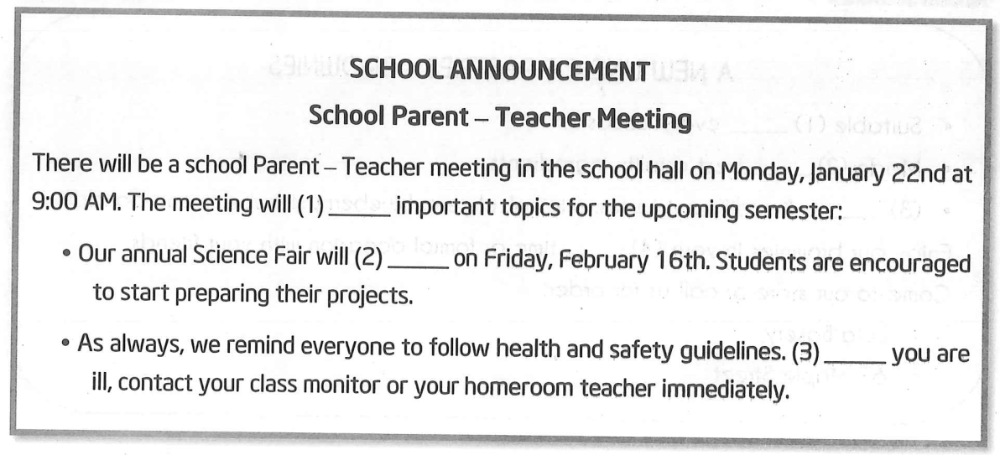 SCHOOL ANNOUNCEMENT
School Parent – Teacher Meeting
There will be a school Parent – Teacher meeting in the school hall on Monday, January 22nd at
9:00 AM. The meeting will (1) _____ important topics for the upcoming semester:
• Our annual Science Fair will (2) _____ on Friday, February 16th. Students are encouraged
to start preparing their projects.
• As always, we remind everyone to follow health and safety guidelines. (3) _____ you are
ill, contact your class monitor or your homeroom teacher immediately.